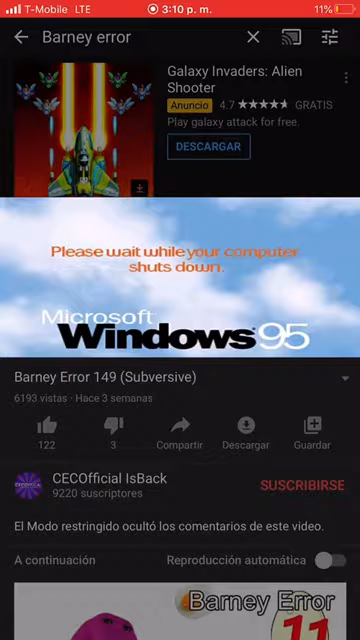 T-Mobile LTE
3:10 p. m.
11%
Barney error
Galaxy Invaders: Alien
Shooter
Anuncio 4.7 GRATIS
Play galaxy attack for free.
DESCARGAR
Please wait while your computer
shuts down.
Microsoft
Windows 95
Barney Error 149 (Subversive)
6193 vistas · Hace 3 semanas
122
3
Compartir
Descargar
Guardar
CECOfficial IsBack
9220 suscriptores
SUSCRIBIRSE
El Modo restringido ocultó los comentarios de este video.
A continuación
Reproducción automática
Barney Error
11